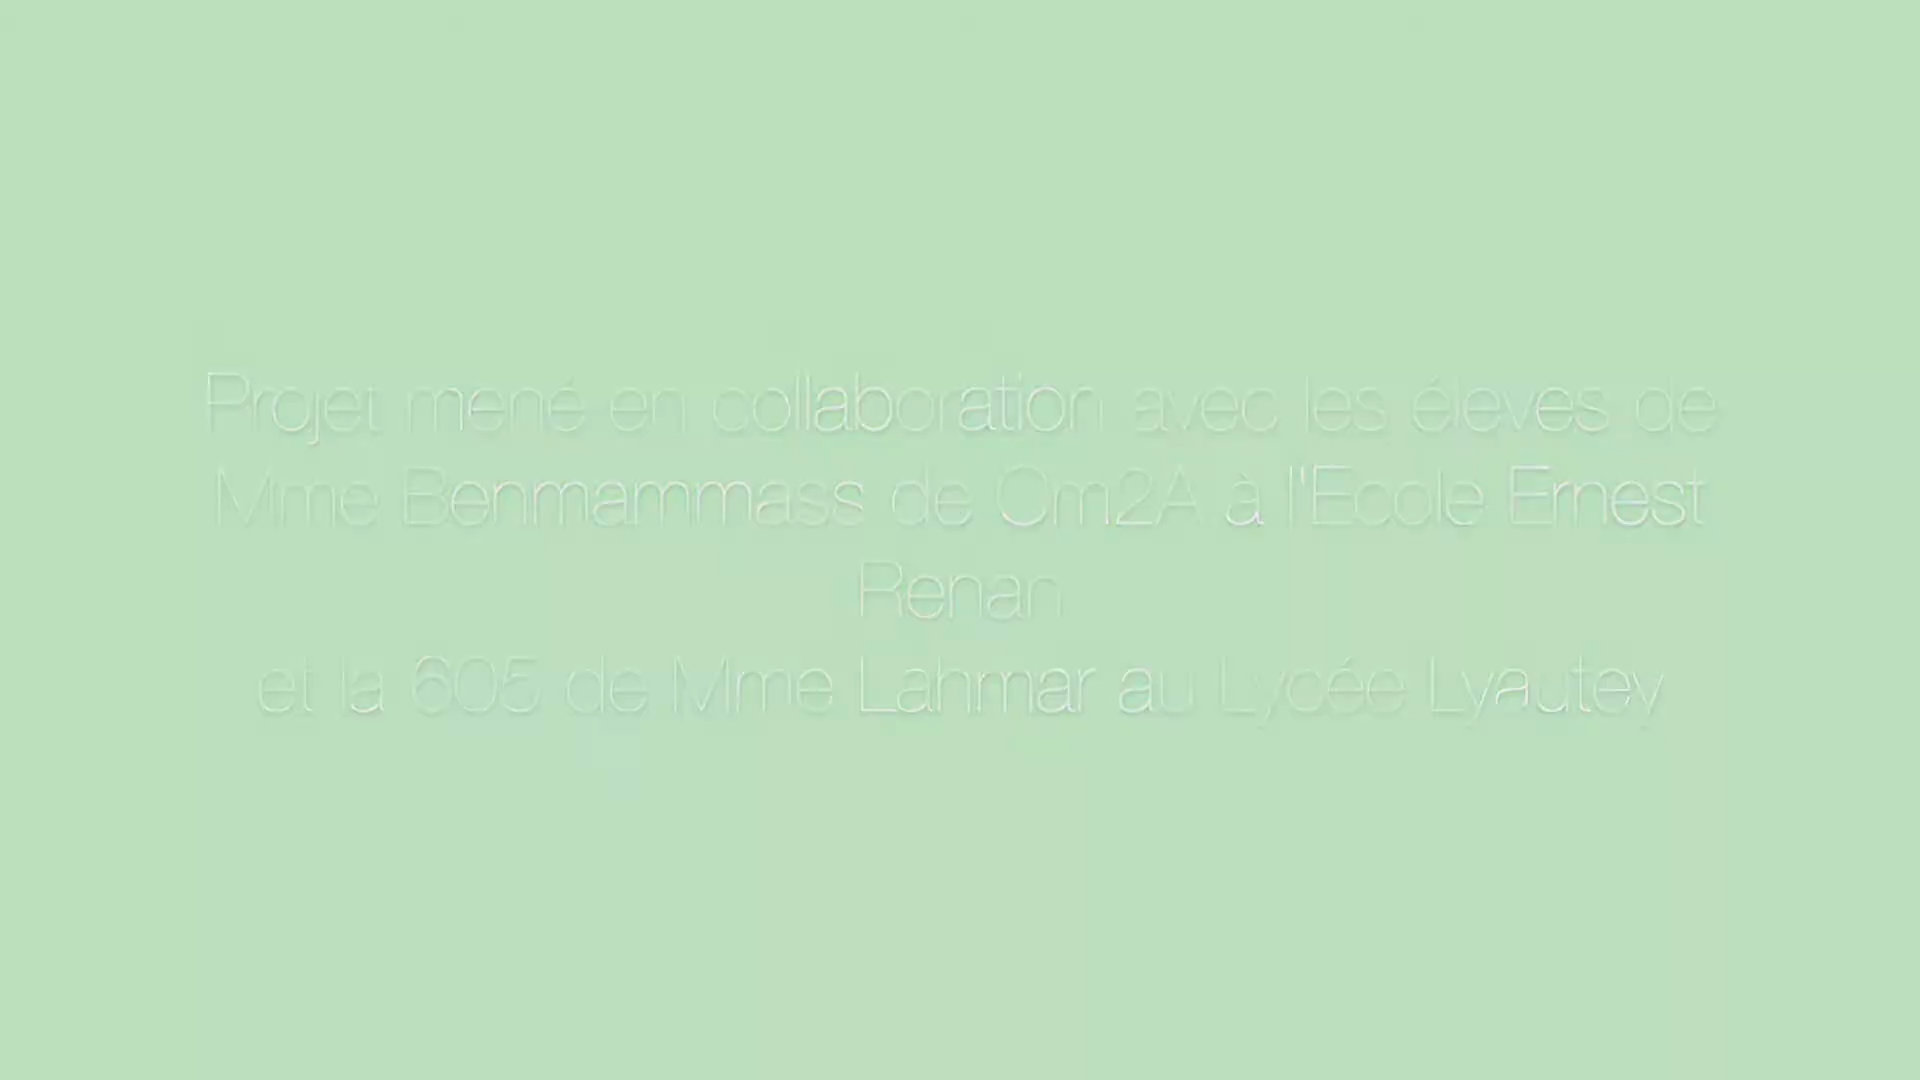 Projet mené en collaboration avec les éleves de
Mme Benmammass de Cm2A à l'Ecole Ernest
Renan
et la 605 de Mme Lahmar au Lycée Lyautey